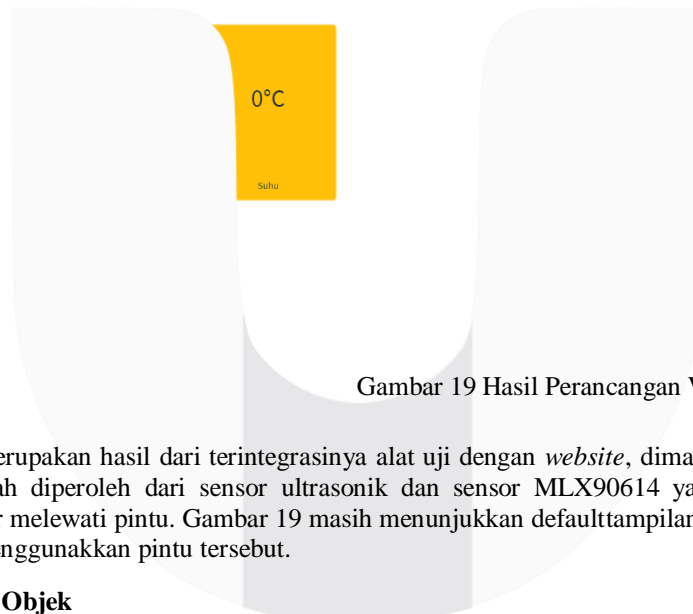 0°C
Suhu
Gambar 19 Hasil Perancangan
erupakan hasil dari terintegrasinya alat uji dengan website, dima
ah diperoleh dari sensor ultrasonik dan sensor MLX90614 ya
r melewati pintu. Gambar 19 masih menunjukkan defaulttampilan
enggunakkan pintu tersebut.
Objek